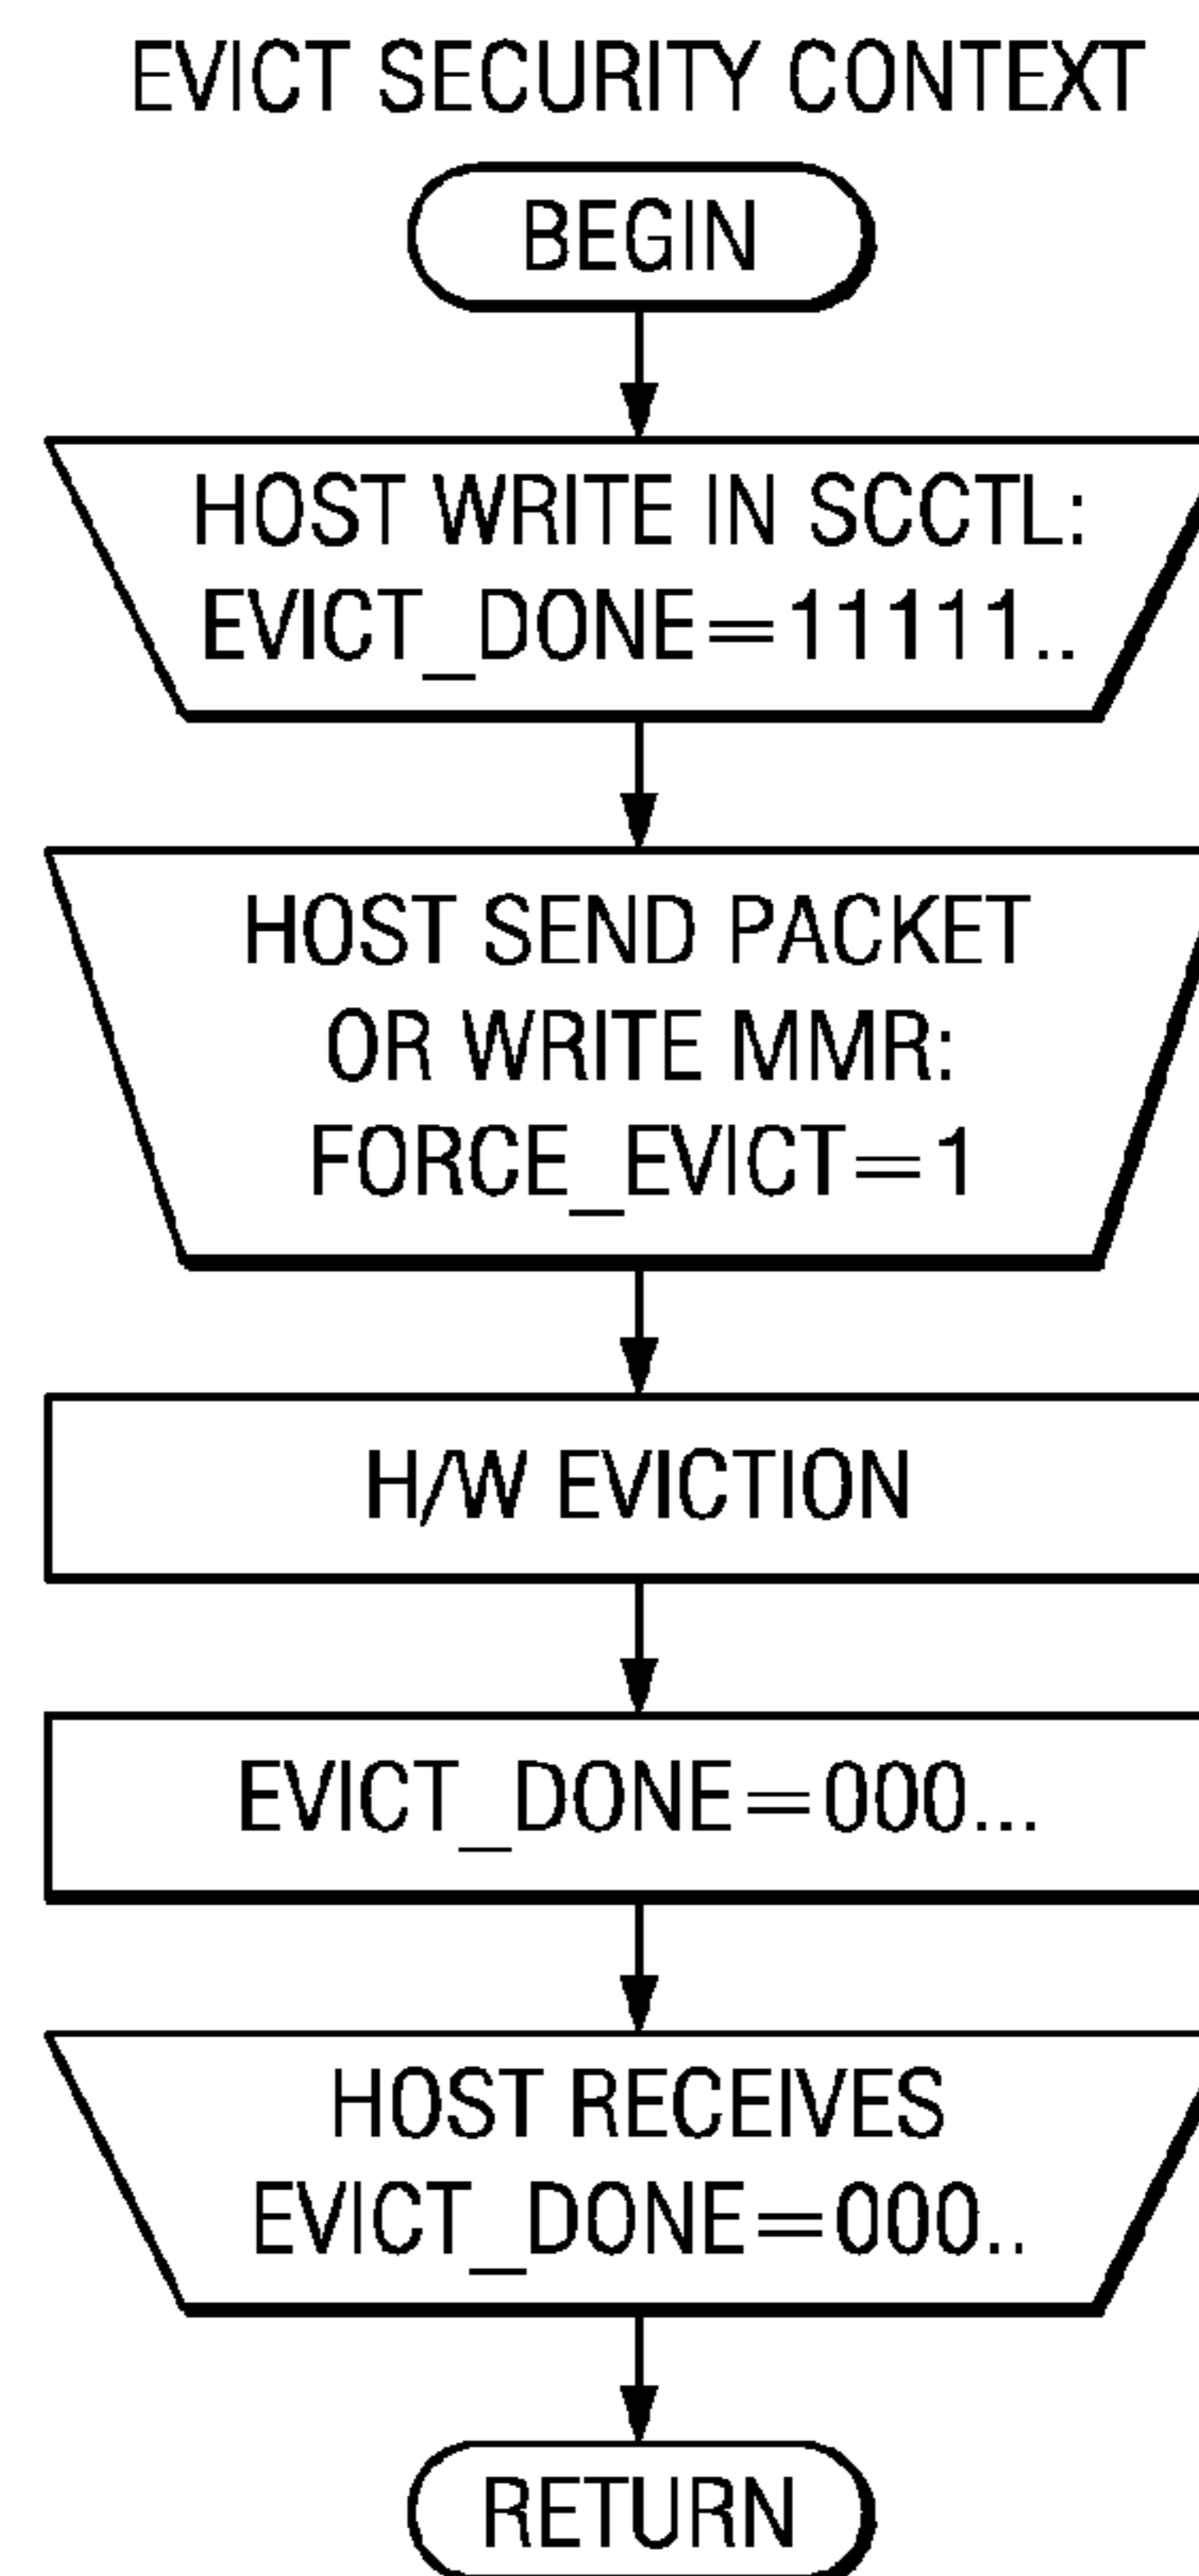 EVICT SECURITY CONTEXT
BEGIN
HOST WRITE IN SCCTL:
EVICT_DONE=11111..
HOST SEND PACKET
OR WRITE MMR:
FORCE_EVICT=1
H/W EVICTION
EVICT_DONE=000...
HOST RECEIVES
EVICT_DONE=000..
RETURN